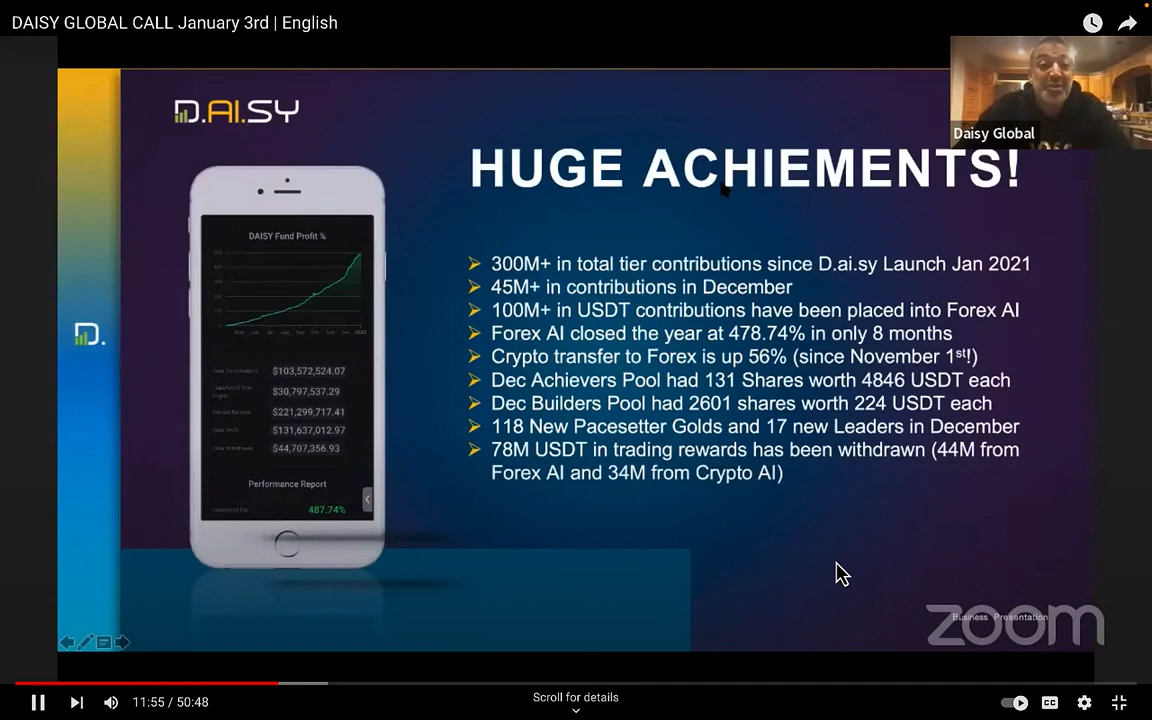 DAISY GLOBAL CALL January 3rd | English
D.AI.SY
Daisy Global
HUGE ACHIEMENTS!
DAISY Fund Profit %
$103,572,524.07
$30,797,537.29
$221,299,717.41
Total Profit
$131,637,012.97
$44,707,356.93
Performance Report
487.74%
D.
➢ 300M+ in total tier contributions since D.ai.sy Launch Jan 2021
➢ 45M+ in contributions in December
➢ 100M+ in USDT contributions have been placed into Forex AI
➢ Forex AI closed the year at 478.74% in only 8 months
➢ Crypto transfer to Forex is up 56% (since November 1st!)
➢ Dec Achievers Pool had 131 Shares worth 4846 USDT each
➢ Dec Builders Pool had 2601 shares worth 224 USDT each
➢ 118 New Pacesetter Golds and 17 new Leaders in December
➢ 78M USDT in trading rewards has been withdrawn (44M from
Forex AI and 34M from Crypto AI)
Business Presentation
zoom
11:55 / 50:48
Scroll for details
CC